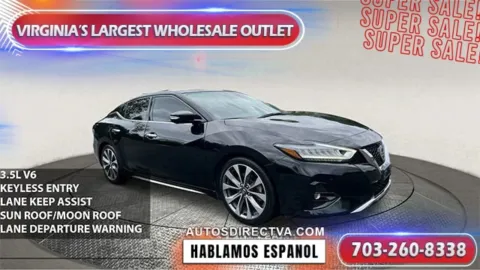 VIRGINIA'S LARGEST WHOLESALE OUTLET
SUPER SALE!
SUPER SALE!
SUPER SALE!
3.5L V6
KEYLESS ENTRY
LANE KEEP ASSIST
SUN ROOF/MOON ROOF
LANE DEPARTURE WARNING
AUTOSDIRECTVA.COM
HABLAMOS ESPANOL
703-260-8338